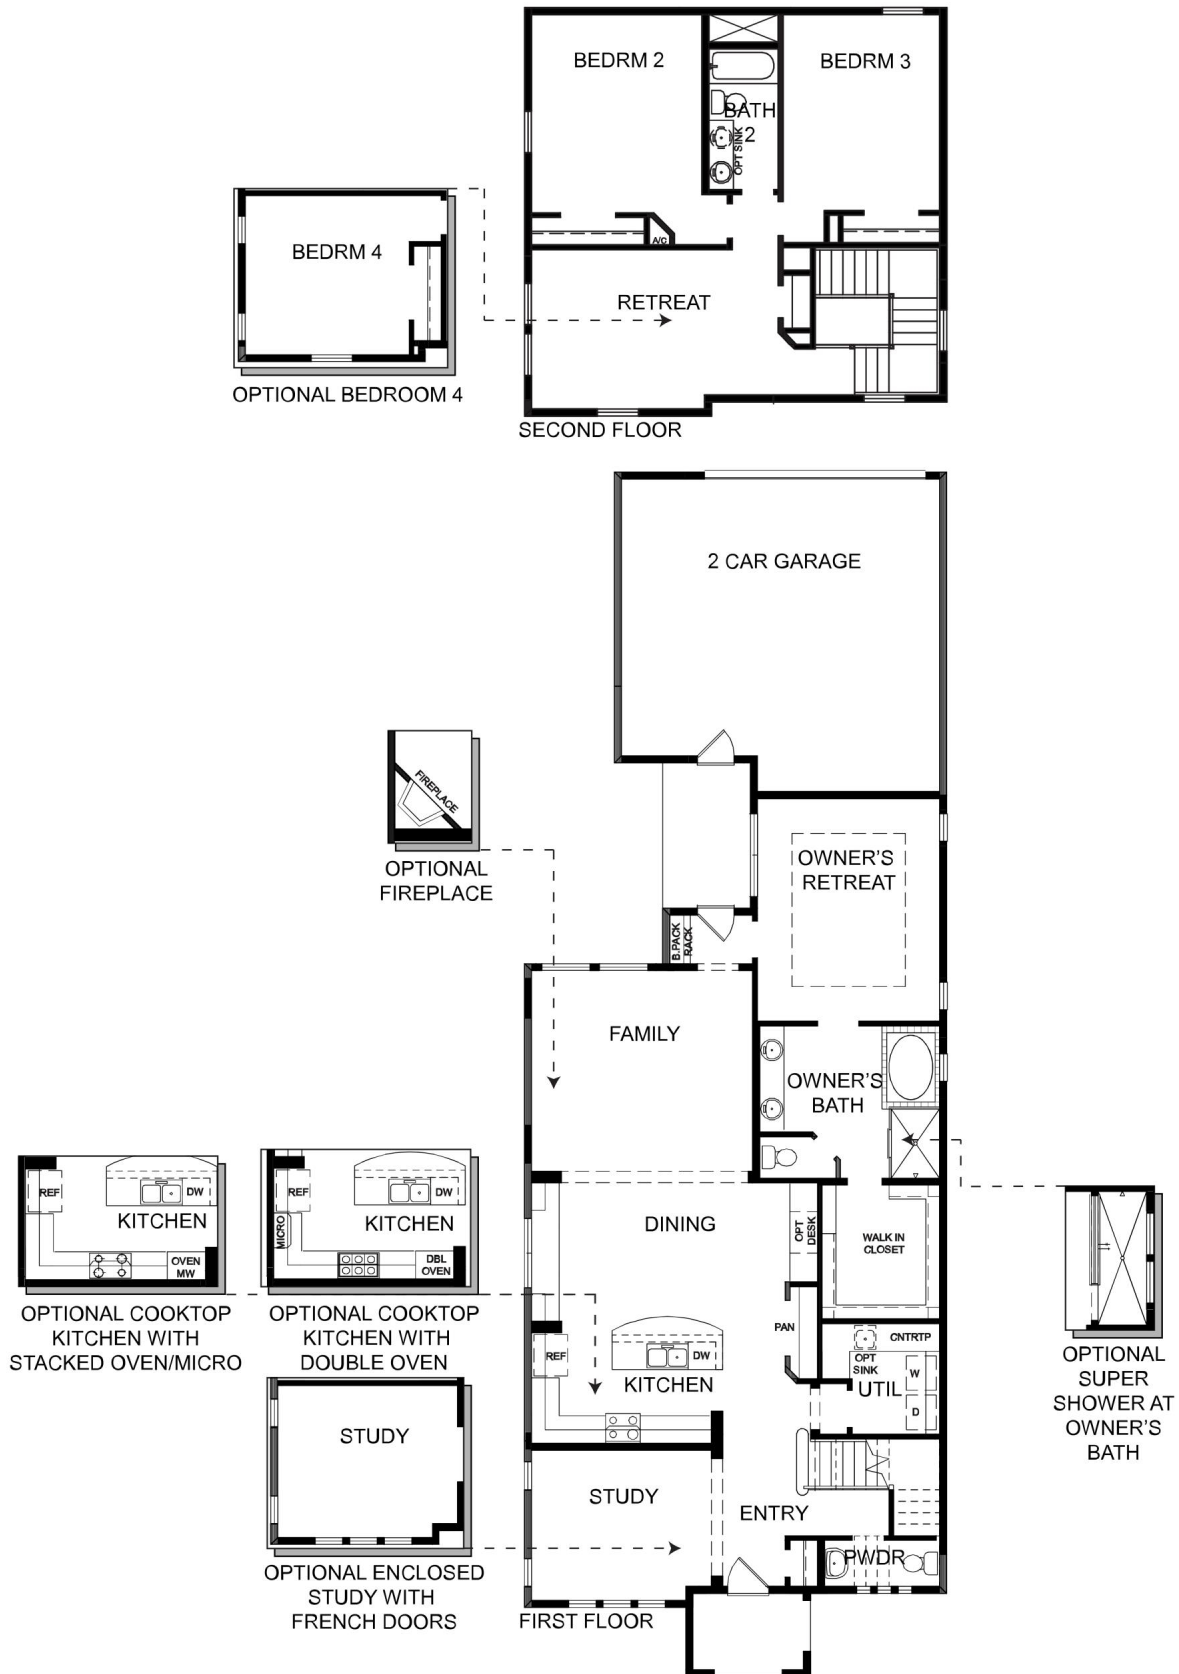 BEDRM 2
BEDRM 3
BATH
2
OPT SINK
A/C
RETREAT
SECOND FLOOR
BEDRM 4
OPTIONAL BEDROOM 4
2 CAR GARAGE
FIREPLACE
OPTIONAL
FIREPLACE
OWNER'S
RETREAT
B.PACK
RACK
FAMILY
OWNER'S
BATH
REF
DW
KITCHEN
OVEN
MW
OPTIONAL COOKTOP
KITCHEN WITH
STACKED OVEN/MICRO
REF
DW
MICRO
KITCHEN
DBL
OVEN
OPTIONAL COOKTOP
KITCHEN WITH
DOUBLE OVEN
DINING
OPT
DESK
WALK IN
CLOSET
PAN
REF
DW
KITCHEN
CNTRTP
OPT
SINK
W
UTIL
D
OPTIONAL
SUPER
SHOWER AT
OWNER'S
BATH
STUDY
OPTIONAL ENCLOSED
STUDY WITH
FRENCH DOORS
STUDY
ENTRY
PWDR
FIRST FLOOR